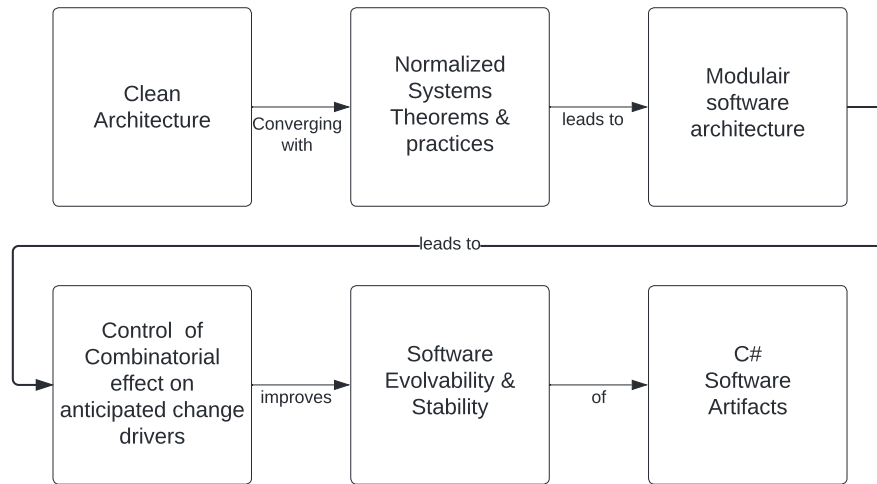 Clean
Architecture
Converging
with
Normalized
Systems
Theorems &
practices
leads to
Modulair
software
architecture
leads to
Control of
Combinatorial
effect on
anticipated change
drivers
improves
Software
Evolvability &
Stability
of
C#
Software
Artifacts